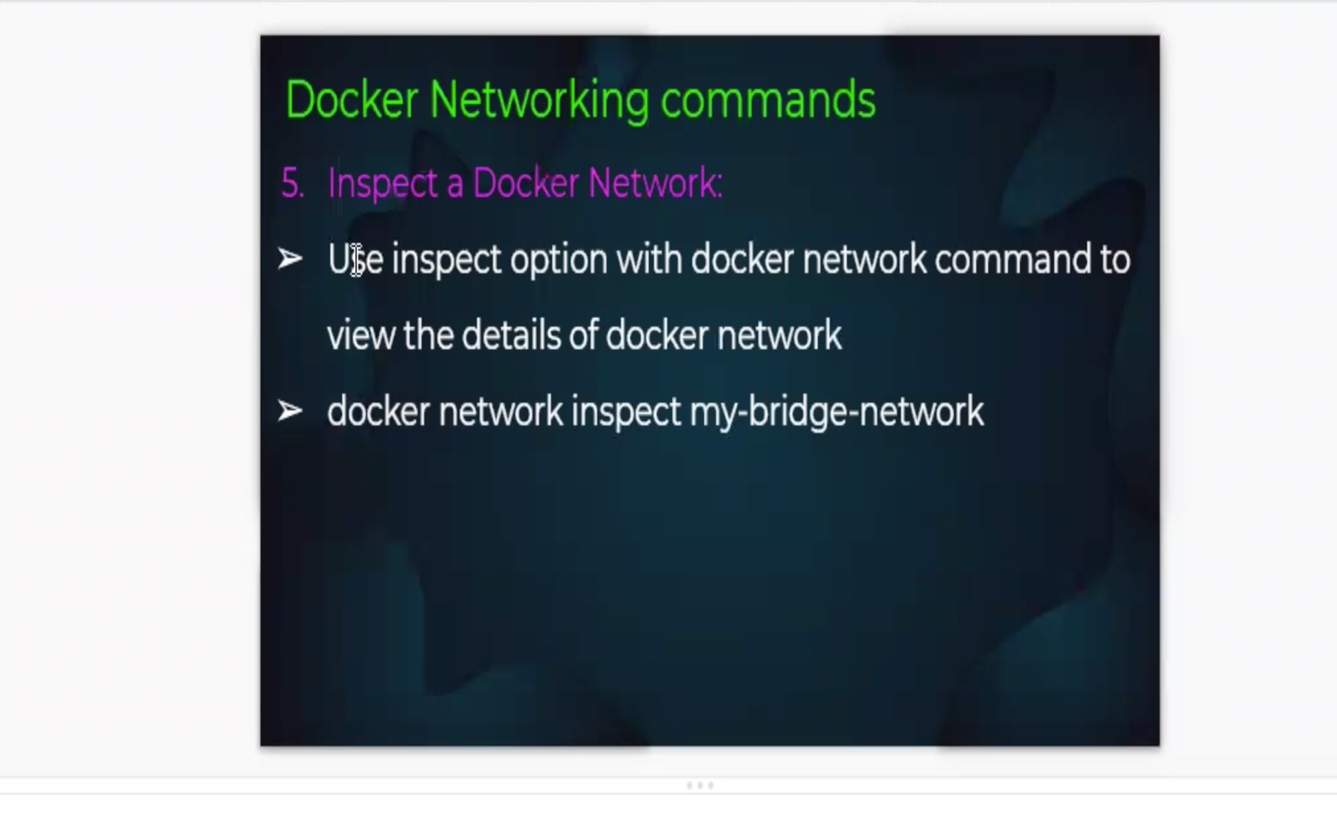 Docker Networking commands
5. Inspect a Docker Network:
➢ Use inspect option with docker network command to
view the details of docker network
➢ docker network inspect my-bridge-network